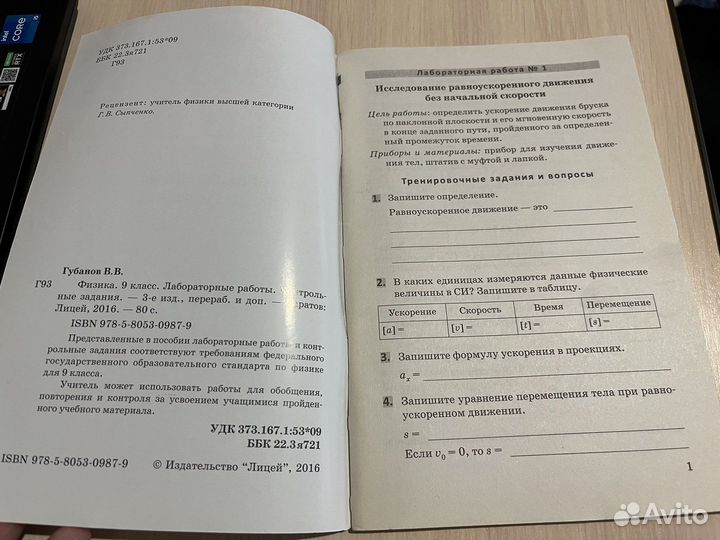 intel
CORE
i5
RTX
УДК 373.167.1:53*09
ББК 22.3я721
Г93
Рецензент: учитель физики высшей категории
Г.В. Сыпченко.
Губанов В.В.
Г93 Физика. 9 класс. Лабораторные работы.
ные задания. — 3-е изд., перераб. и доп. —
Лицей, 2016. — 80 с.
ISBN 978-5-8053-0987-9
Представленные в пособии лабораторные работы и кон-
трольные задания соответствуют требованиям федерального
государственного образовательного стандарта по физике
для 9 класса.
Учитель может использовать работы для обобщения,
повторения и контроля за усвоением учащимися пройден-
ного учебного материала.
УДК 373.167.1:53*09
ББК 22.3я721
ISBN 978-5-8053-0987-9 © Издательство "Лицей", 2016
Лабораторная работа № 1
Исследование равноускоренного движения
без начальной скорости
Цель работы: определить ускорение движения бруска
по наклонной плоскости и его мгновенную скорость
в конце заданного пути, пройденного за определен-
ный промежуток времени.
Приборы и материалы: прибор для изучения движе-
ния тел, штатив с муфтой и лапкой.
Тренировочные задания и вопросы
1. Запишите определение.
Равноускоренное движение — это
2. В каких единицах измеряются данные физические
величины в СИ? Запишите в таблицу.
Ускорение Скорость Время Перемещение
[a] = [v] = [t] = [s] =
3. Запишите формулу ускорения в проекциях.
aₓ =
4. Запишите уравнение перемещения тела при равно-
ускоренном движении.
s =
Если v₀ = 0, то s =
1
Avito